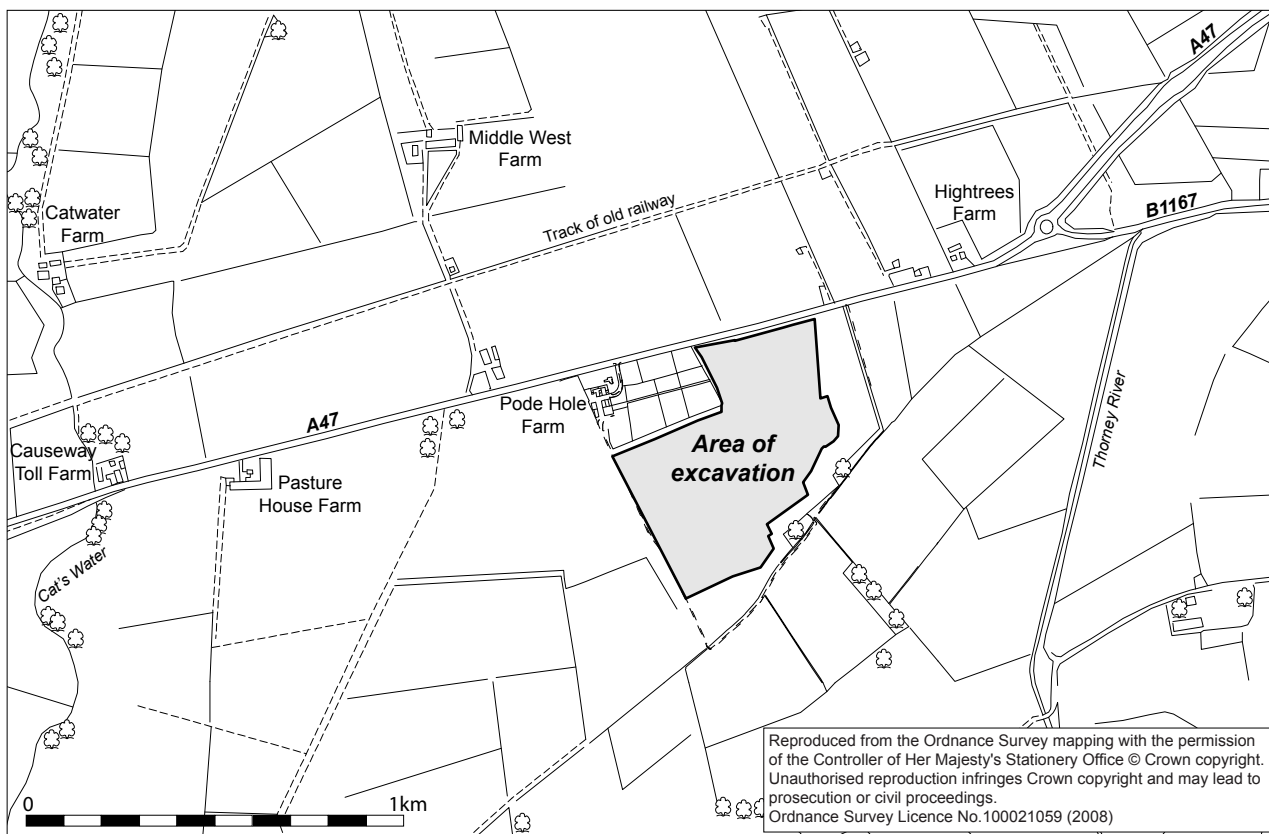 A47
Middle West
Farm
Hightrees
Farm
B1167
Catwater
Farm
Track of old railway
Pode Hole
Farm
A47
Area of
excavation
Thorney River
Causeway
Toll Farm
Pasture
House Farm
Cat's Water
0
1km
Reproduced from the Ordnance Survey mapping with the permission
of the Controller of Her Majesty's Stationery Office © Crown copyright.
Unauthorised reproduction infringes Crown copyright and may lead to
prosecution or civil proceedings.
Ordnance Survey Licence No.100021059 (2008)